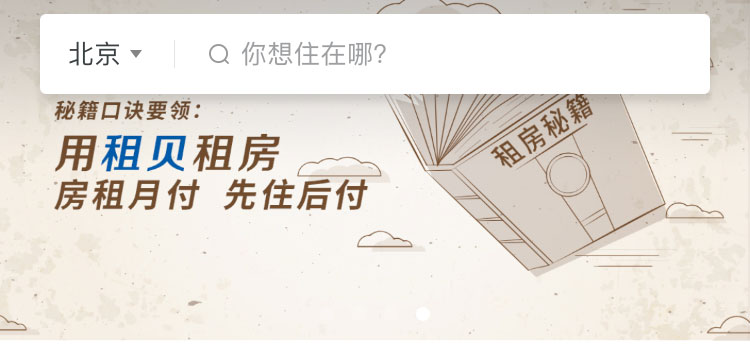 北京
你想住在哪?
秘籍口诀要领:
用租贝租房
房租月付 先住后付
租房秘籍